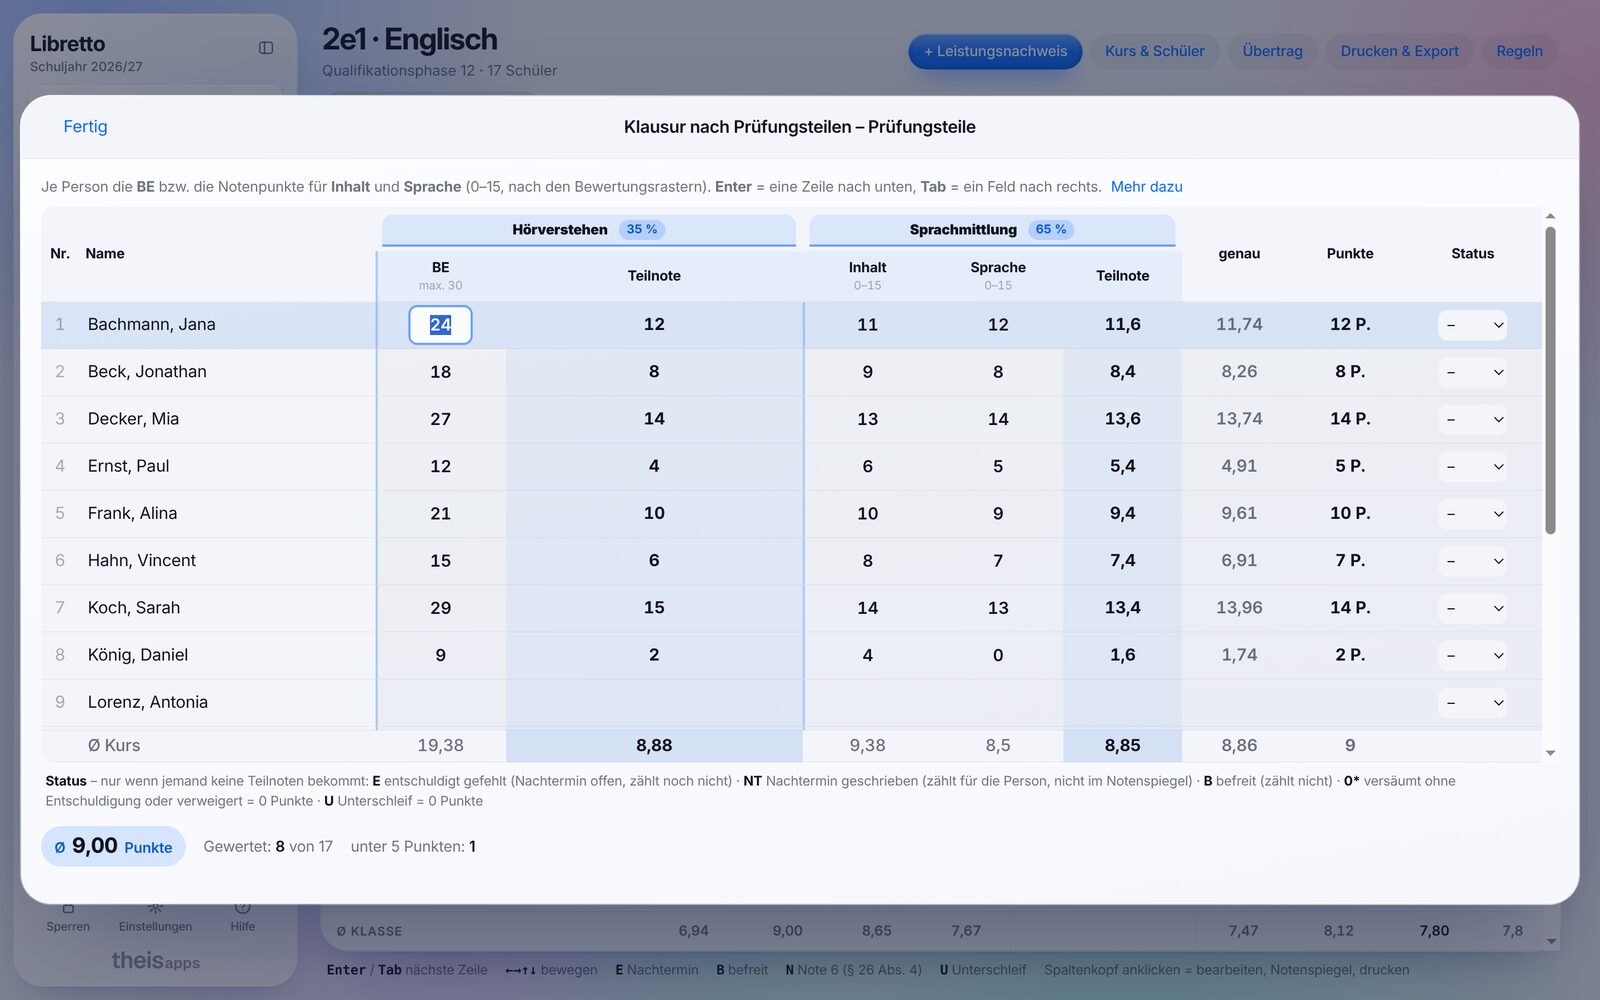 Libretto
Schuljahr 2026/27
2e1 · Englisch
Qualifikationsphase 12 · 17 Schüler
+ Leistungsnachweis
Kurs & Schüler
Übertrag
Drucken & Export
Regeln
Fertig
Klausur nach Prüfungsteilen – Prüfungsteile
Je Person die BE bzw. die Notenpunkte für Inhalt und Sprache (0–15, nach den Bewertungsrastern). Enter = eine Zeile nach unten, Tab = ein Feld nach rechts. Mehr dazu
Hörverstehen 35 % Sprachmittlung 65 %
Nr. Name genau Punkte Status
BE Teilnote Inhalt Sprache Teilnote
max. 30 0–15 0–15
1 Bachmann, Jana 24 12 11 12 11,6 11,74 12 P. –
2 Beck, Jonathan 18 8 9 8 8,4 8,26 8 P. –
3 Decker, Mia 27 14 13 14 13,6 13,74 14 P. –
4 Ernst, Paul 12 4 6 5 5,4 4,91 5 P. –
5 Frank, Alina 21 10 10 9 9,4 9,61 10 P. –
6 Hahn, Vincent 15 6 8 7 7,4 6,91 7 P. –
7 Koch, Sarah 29 15 14 13 13,4 13,96 14 P. –
8 König, Daniel 9 2 4 0 1,6 1,74 2 P. –
9 Lorenz, Antonia –
Ø Kurs 19,38 8,88 9,38 8,5 8,85 8,86 9
Status – nur wenn jemand keine Teilnoten bekommt: E entschuldigt gefehlt (Nachtermin offen, zählt noch nicht) · NT Nachtermin geschrieben (zählt für die Person, nicht im Notenspiegel) · B befreit (zählt nicht) · 0* versäumt ohne
Entschuldigung oder verweigert = 0 Punkte · U Unterschleif = 0 Punkte
Ø 9,00 Punkte Gewertet: 8 von 17 unter 5 Punkten: 1
Sperren Einstellungen Hilfe
theisapps
Ø KLASSE 6,94 9,00 8,65 7,67 7,47 8,12 7,80 7,8
Enter / Tab nächste Zeile ←→↑↓ bewegen E Nachtermin B befreit N Note 6 (§ 26 Abs. 4) U Unterschleif Spaltenkopf anklicken = bearbeiten, Notenspiegel, drucken